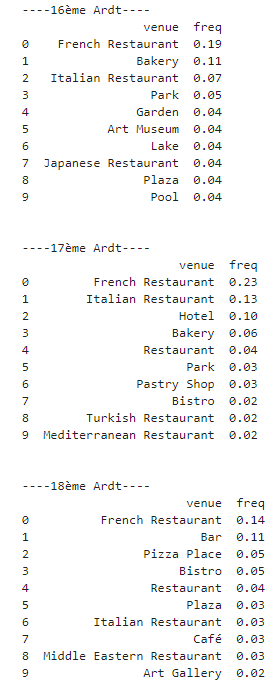 ----16ème Ardt----
venue freq
0 French Restaurant 0.19
1 Bakery 0.11
2 Italian Restaurant 0.07
3 Park 0.05
4 Garden 0.04
5 Art Museum 0.04
6 Lake 0.04
7 Japanese Restaurant 0.04
8 Plaza 0.04
9 Pool 0.04
----17ème Ardt----
venue freq
0 French Restaurant 0.23
1 Italian Restaurant 0.13
2 Hotel 0.10
3 Bakery 0.06
4 Restaurant 0.04
5 Park 0.03
6 Pastry Shop 0.03
7 Bistro 0.02
8 Turkish Restaurant 0.02
9 Mediterranean Restaurant 0.02
----18ème Ardt----
venue freq
0 French Restaurant 0.14
1 Bar 0.11
2 Pizza Place 0.05
3 Bistro 0.05
4 Restaurant 0.04
5 Plaza 0.03
6 Italian Restaurant 0.03
7 Café 0.03
8 Middle Eastern Restaurant 0.03
9 Art Gallery 0.02